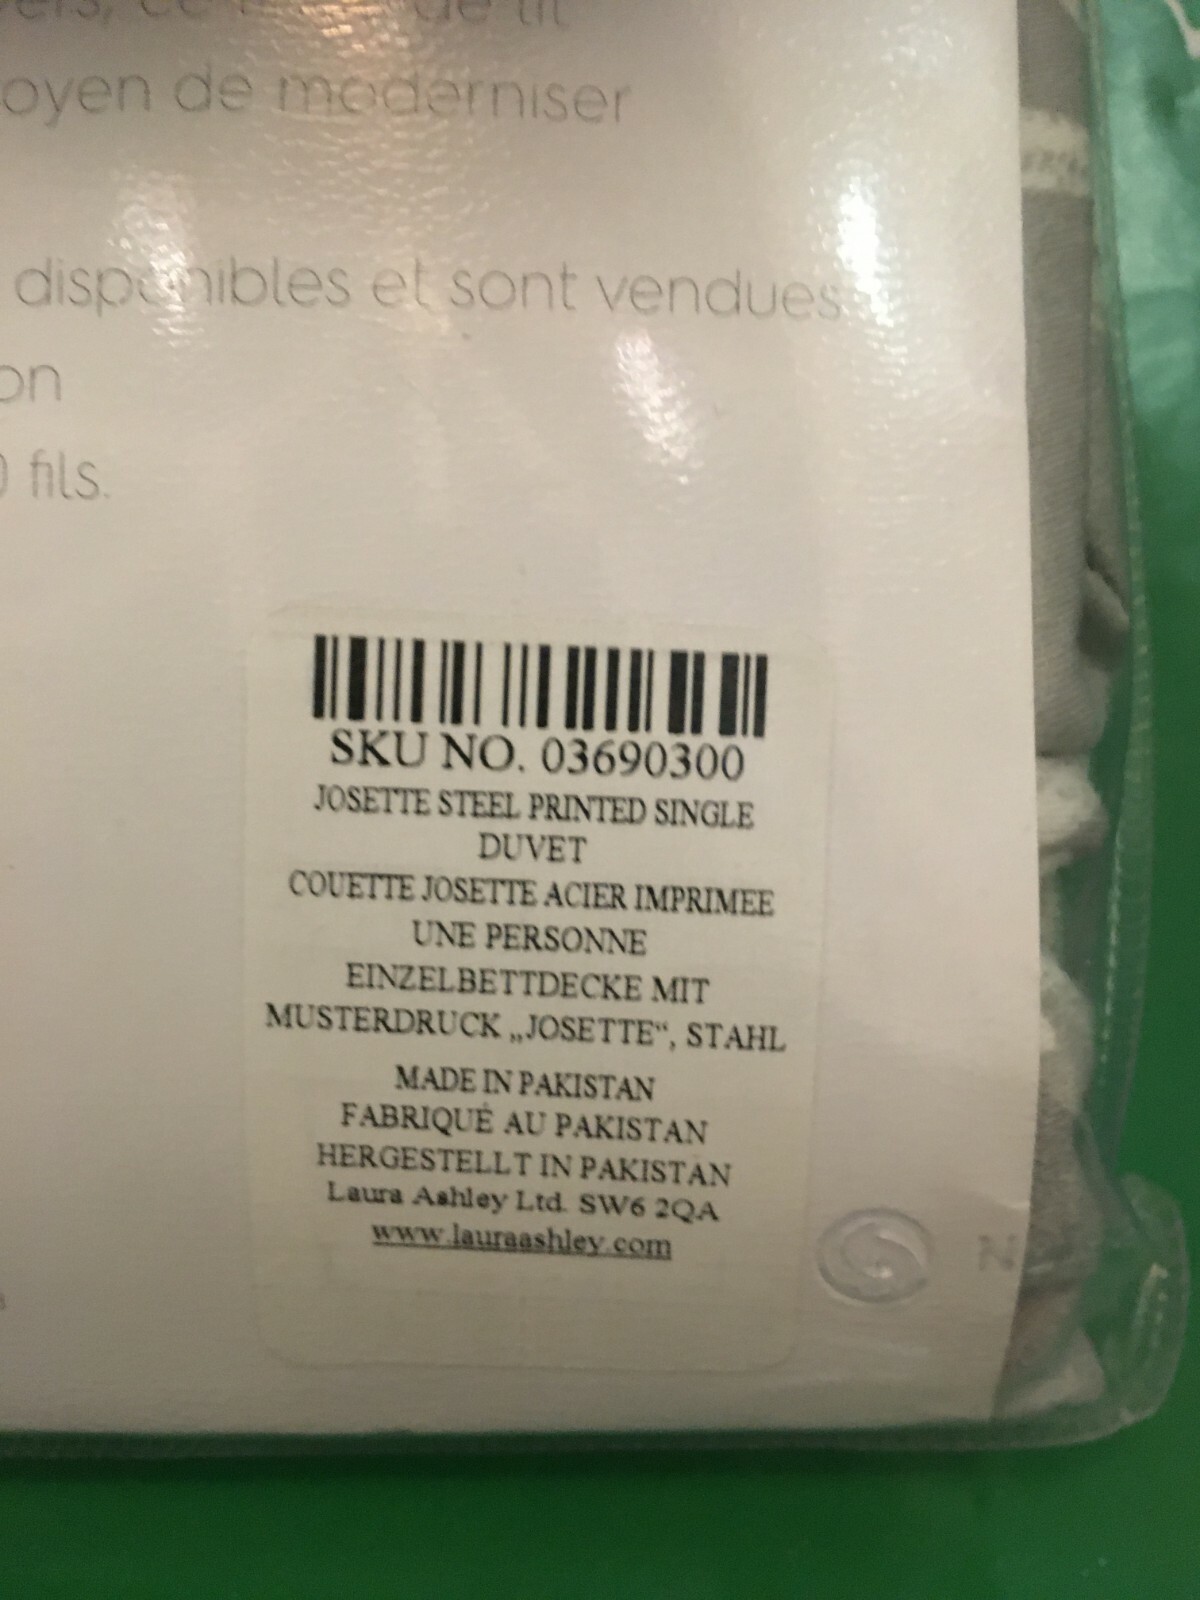 de lit
oyen de moderniser
disponibles et sont vendues
on
fils.
SKU NO. 03690300
JOSETTE STEEL PRINTED SINGLE
DUVET
COUETTE JOSETTE ACIER IMPRIMEE
UNE PERSONNE
EINZELBETTDECKE MIT
MUSTERDRUCK „JOSETTE“, STAHL
MADE IN PAKISTAN
FABRIQUÉ AU PAKISTAN
HERGESTELLT IN PAKISTAN
Laura Ashley Ltd. SW6 2QA
www.lauraashley.com